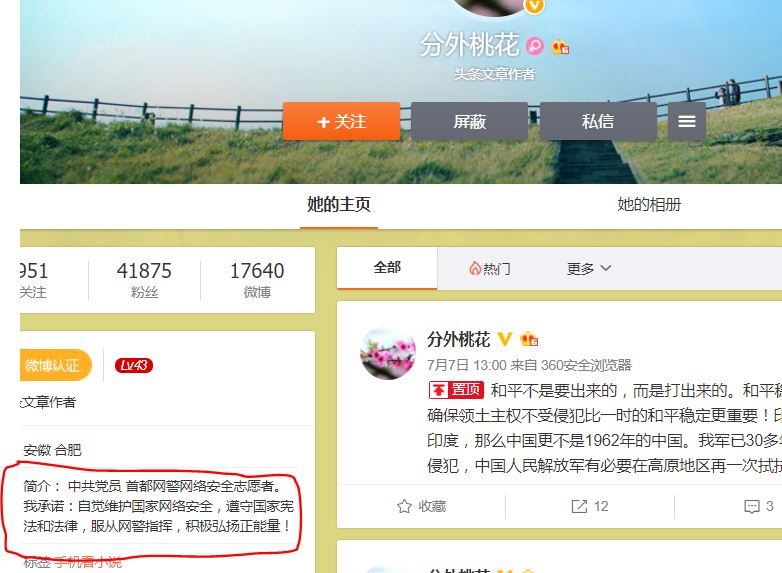 分外桃花
头条文章作者
+关注
屏蔽
私信
她的主页
她的相册
951
关注
41875
粉丝
17640
微博
全部
热门
更多
微博认证
Lv43
文章作者
安徽 合肥
简介： 中共党员 首都网警网络安全志愿者。
我承诺：自觉维护国家网络安全，遵守国家宪
法和法律，服从网警指挥，积极弘扬正能量！
标签 手机看小说
分外桃花
7月7日 13:00 来自 360安全浏览器
置顶 和平不是要出来的，而是打出来的。和平
确保领土主权不受侵犯比一时的和平稳定更重要！印
印度，那么中国更不是1962年的中国。我军已30多
侵犯，中国人民解放军有必要在高原地区再一次
收藏
12
3
分外桃花